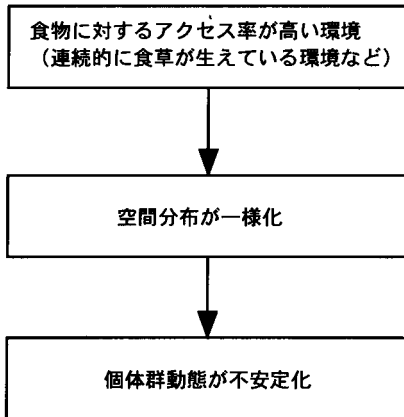 食物に対するアクセス率が高い環境
（連続的に食草が生えている環境など）
空間分布が一様化
個体群動態が不安定化